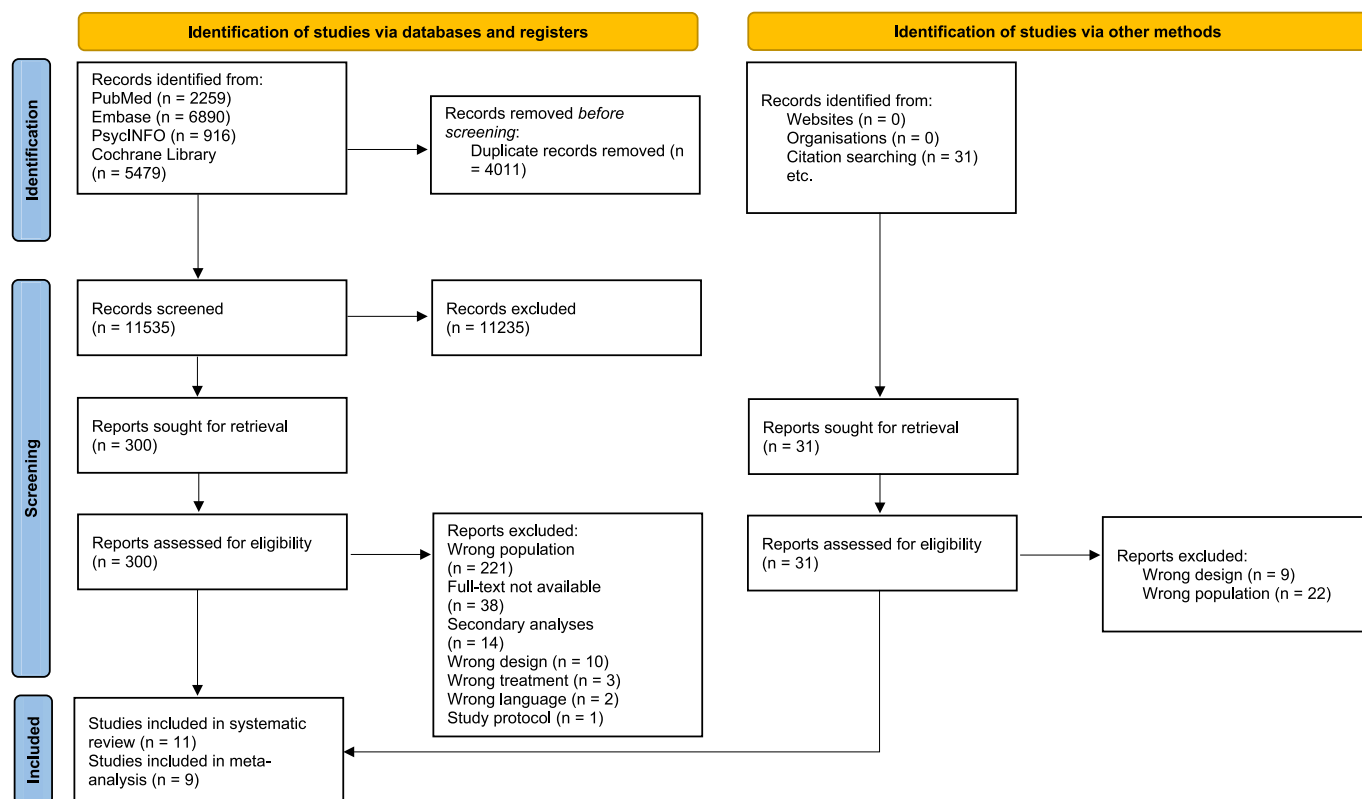 Identification of studies via databases and registers
Identification of studies via other methods
Identification
Records identified from:
PubMed (n = 2259)
Embase (n = 6890)
PsycINFO (n = 916)
Cochrane Library
(n = 5479)
Records removed before
screening:
Duplicate records removed (n
= 4011)
Records identified from:
Websites (n = 0)
Organisations (n = 0)
Citation searching (n = 31)
etc.
Screening
Records screened
(n = 11535)
Records excluded
(n = 11235)
Reports sought for retrieval
(n = 300)
Reports sought for retrieval
(n = 31)
Reports assessed for eligibility
(n = 300)
Reports excluded:
Wrong population
(n = 221)
Full-text not available
(n = 38)
Secondary analyses
(n = 14)
Wrong design (n = 10)
Wrong treatment (n = 3)
Wrong language (n = 2)
Study protocol (n = 1)
Reports assessed for eligibility
(n = 31)
Reports excluded:
Wrong design (n = 9)
Wrong population (n = 22)
Included
Studies included in systematic
review (n = 11)
Studies included in meta-
analysis (n = 9)